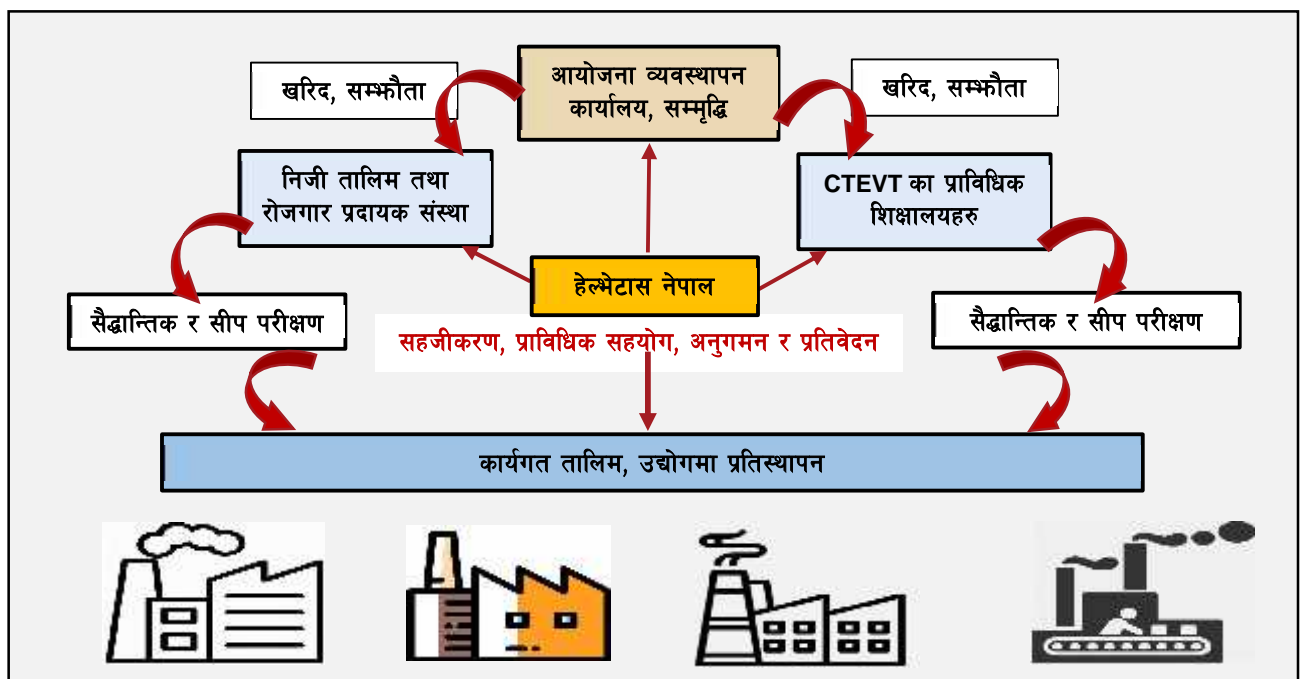 आयोजना व्यवस्थापन
कार्यालय, सम्मृद्धि
खरिद, सम्झौता
खरिद, सम्झौता
निजी तालिम तथा
रोजगार प्रदायक संस्था
CTEVT का प्राविधिक
शिक्षालयहरु
हेल्भेटास नेपाल
सैद्धान्तिक र सीप परीक्षण
सैद्धान्तिक र सीप परीक्षण
सहजीकरण, प्राविधिक सहयोग, अनुगमन र प्रतिवेदन
कार्यगत तालिम, उद्योगमा प्रतिस्थापन